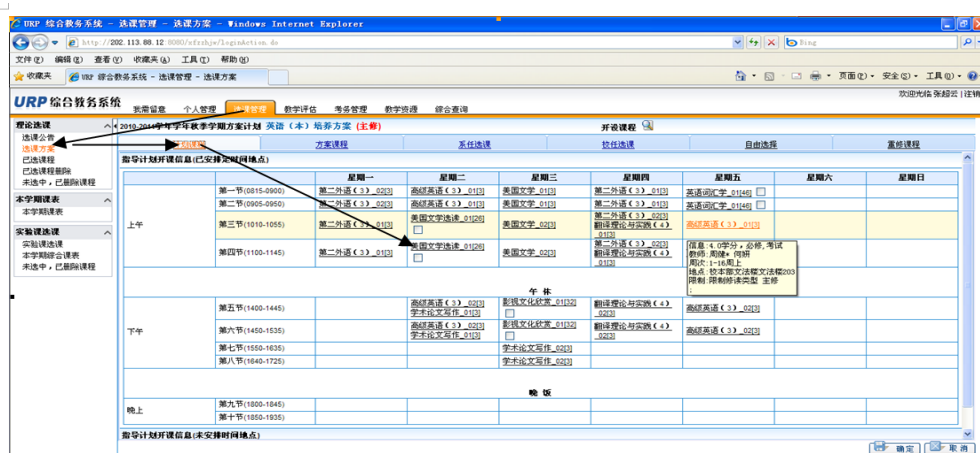 URP 综合教务系统 - 选课管理 - 选课方案 - Windows Internet Explorer
http://202.113.88.12:8080/nfzshjw/loginAction.do
Bing
文件(F) 编辑(E) 查看(V) 收藏夹(A) 工具(T) 帮助(H)
收藏夹 URP 综合教务系统 - 选课管理 - 选课方案 页面(P) 安全(S) 工具(O)
欢迎光临 张超云|注销
URP 综合教务系统
我需留意 个人管理 选课管理 教学评估 考务管理 教学资源 综合查询
理论选课
选课公告
选课方案
已选课程
已选课程删除
未选中，已删除课程
本学期课表
本学期课表
实验课选课
实验课选课
本学期综合课表
未选中，已删除课程
2010-2011学年学年秋季学期方案计划 英语（本）培养方案 (主修) 开设课程
方案课程 系任选课 校任选课 自由选择 重修课程
指导计划开课信息(已安排定时间地点)
星期一 星期二 星期三 星期四 星期五 星期六 星期日
上午
第一节(0815-0900) 第二外语(3)_02[3] 高级英语(3)_01[3] 美国文学_01[3] 第二外语(3)_01[3] 英语词汇学_01[46]
第二节(0905-0950) 第二外语(3)_02[3] 高级英语(3)_01[3] 美国文学_01[3] 第二外语(3)_01[3] 英语词汇学_01[46]
第三节(1010-1055) 第二外语(3)_01[3] 美国文学选读_01[26] 美国文学_02[3] 第二外语(3)_02[3] 翻译理论与实践(4)_01[3] 高级英语(3)_01[3]
第四节(1100-1145) 第二外语(3)_01[3] 美国文学选读_01[26] 美国文学_02[3] 第二外语(3)_02[3] 翻译理论与实践(4)_01[3]
信息:4.0学分，必修,考试
教师:周健* 何妍
周次:1-16周上
地点:校本部文法楼文法楼203
限制:限制修读类型 主修
;
午 休
下午
第五节(1400-1445) 高级英语(3)_02[3] 学术论文写作_01[3] 影视文化欣赏_01[32] 翻译理论与实践(4)_02[3] 高级英语(3)_02[3]
第六节(1450-1535) 高级英语(3)_02[3] 学术论文写作_01[3] 影视文化欣赏_01[32] 翻译理论与实践(4)_02[3] 高级英语(3)_02[3]
第七节(1550-1635) 学术论文写作_02[3]
第八节(1640-1725) 学术论文写作_02[3]
晚 饭
晚上
第九节(1800-1845)
第十节(1850-1935)
指导计划开课信息(未安排时间地点)
确定 取消